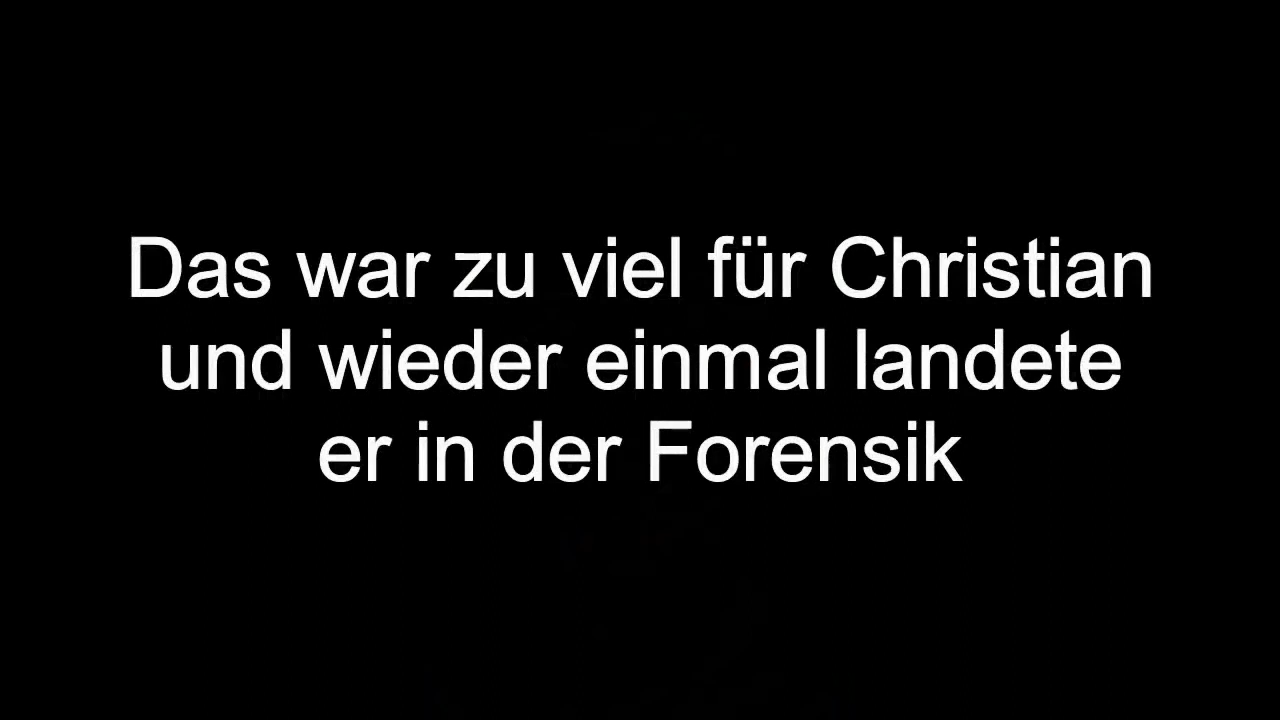 Das war zu viel für Christian
und wieder einmal landete
er in der Forensik